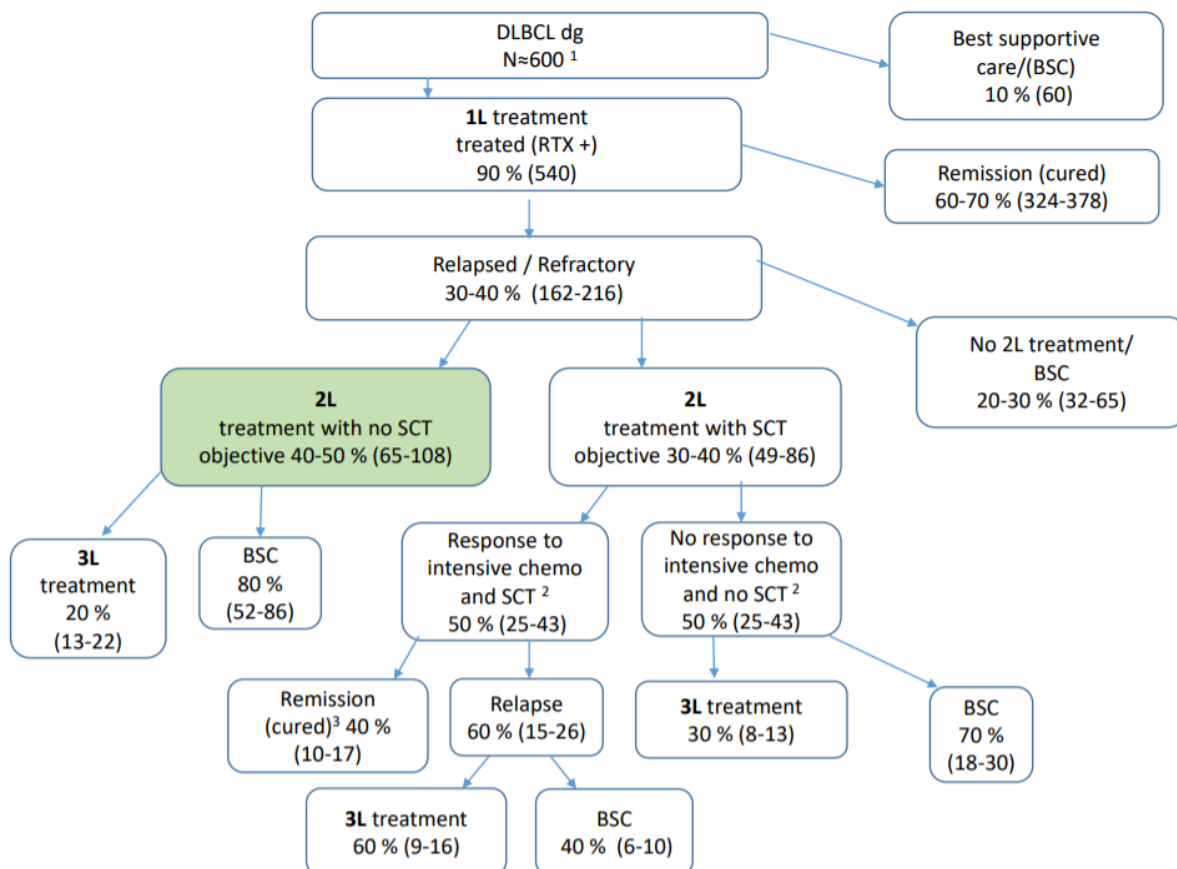 DLBCL dg
N≈600 ¹
Best supportive
care/(BSC)
10 % (60)
1L treatment
treated (RTX +)
90 % (540)
Remission (cured)
60-70 % (324-378)
Relapsed / Refractory
30-40 % (162-216)
No 2L treatment/
BSC
20-30 % (32-65)
2L
treatment with no SCT
objective 40-50 % (65-108)
2L
treatment with SCT
objective 30-40 % (49-86)
3L
treatment
20 %
(13-22)
BSC
80 %
(52-86)
Response to
intensive chemo
and SCT ²
50 % (25-43)
No response to
intensive chemo
and no SCT ²
50 % (25-43)
Remission
(cured)³ 40 %
(10-17)
Relapse
60 % (15-26)
3L treatment
30 % (8-13)
BSC
70 %
(18-30)
3L treatment
60 % (9-16)
BSC
40 % (6-10)